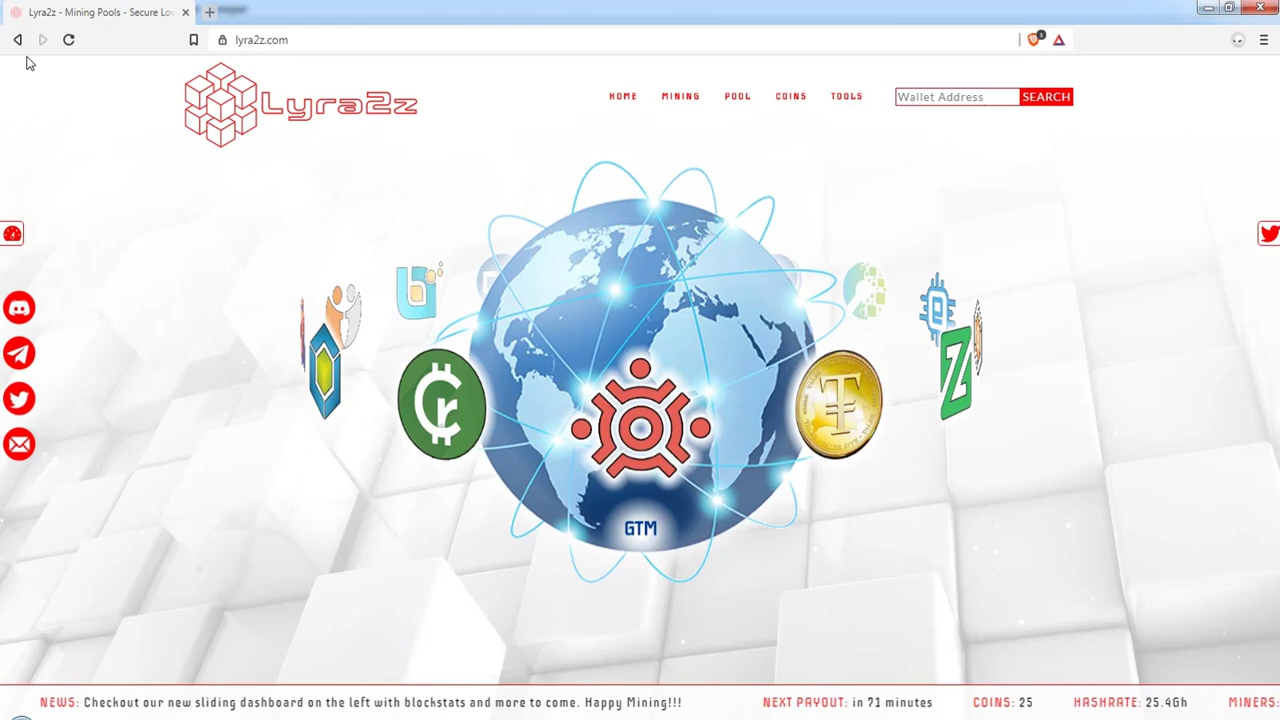 Lyra2z - Mining Pools - Secure Lo
lyra2z.com
Lyra2z
HOME MINING POOL COINS TOOLS
Wallet Address SEARCH
GTM
NEWS: Checkout our new sliding dashboard on the left with blockstats and more to come. Happy Mining!!! NEXT PAYOUT: in 71 minutes COINS: 25 HASHRATE: 25.4Gh MINERS: